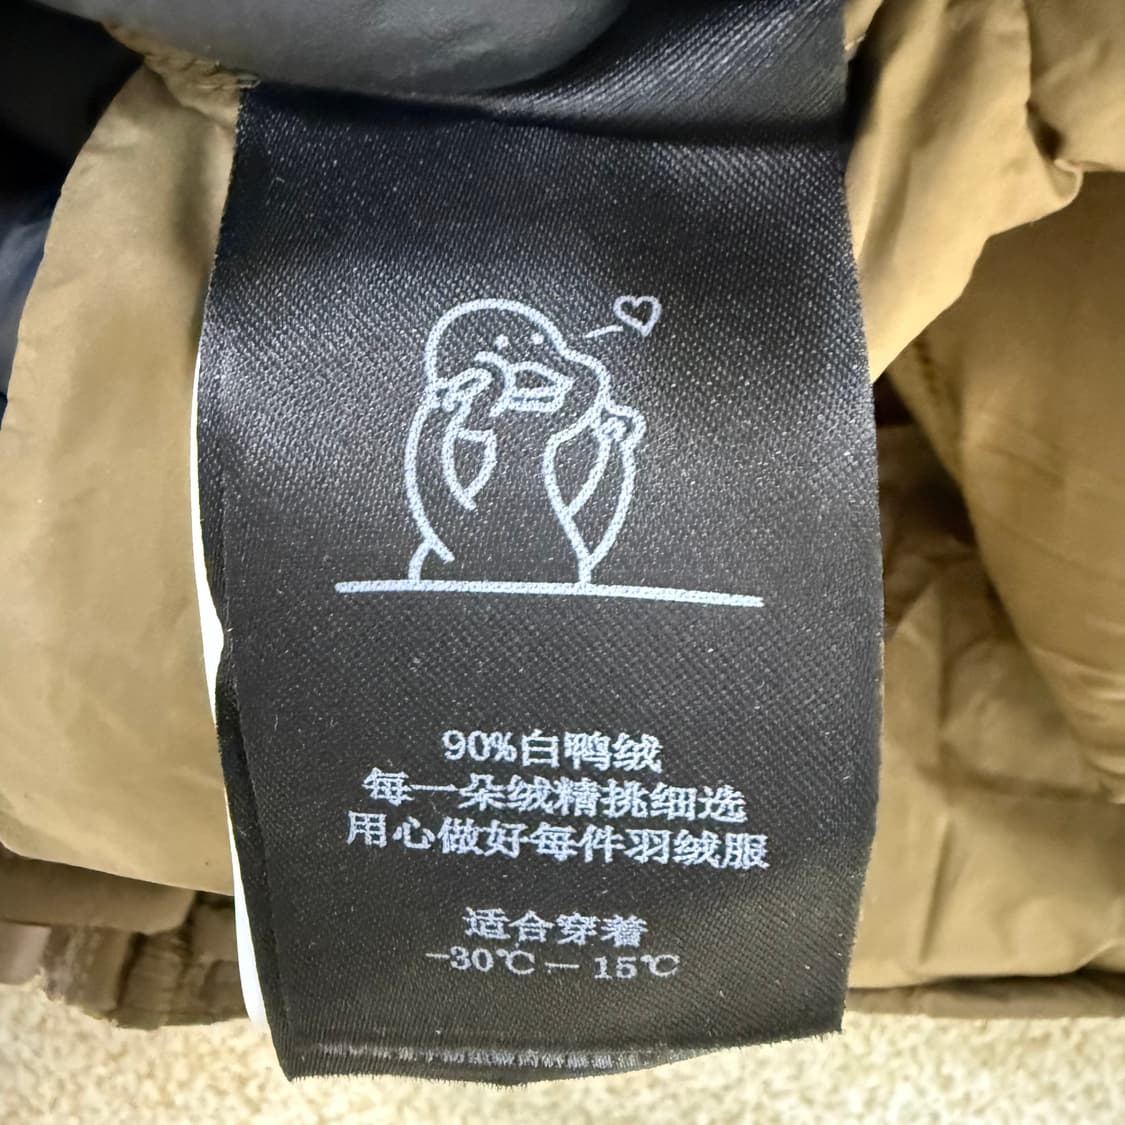 90%白鸭绒
每一朵绒精挑细选
用心做好每件羽绒服
适合穿着
-30℃— 15℃